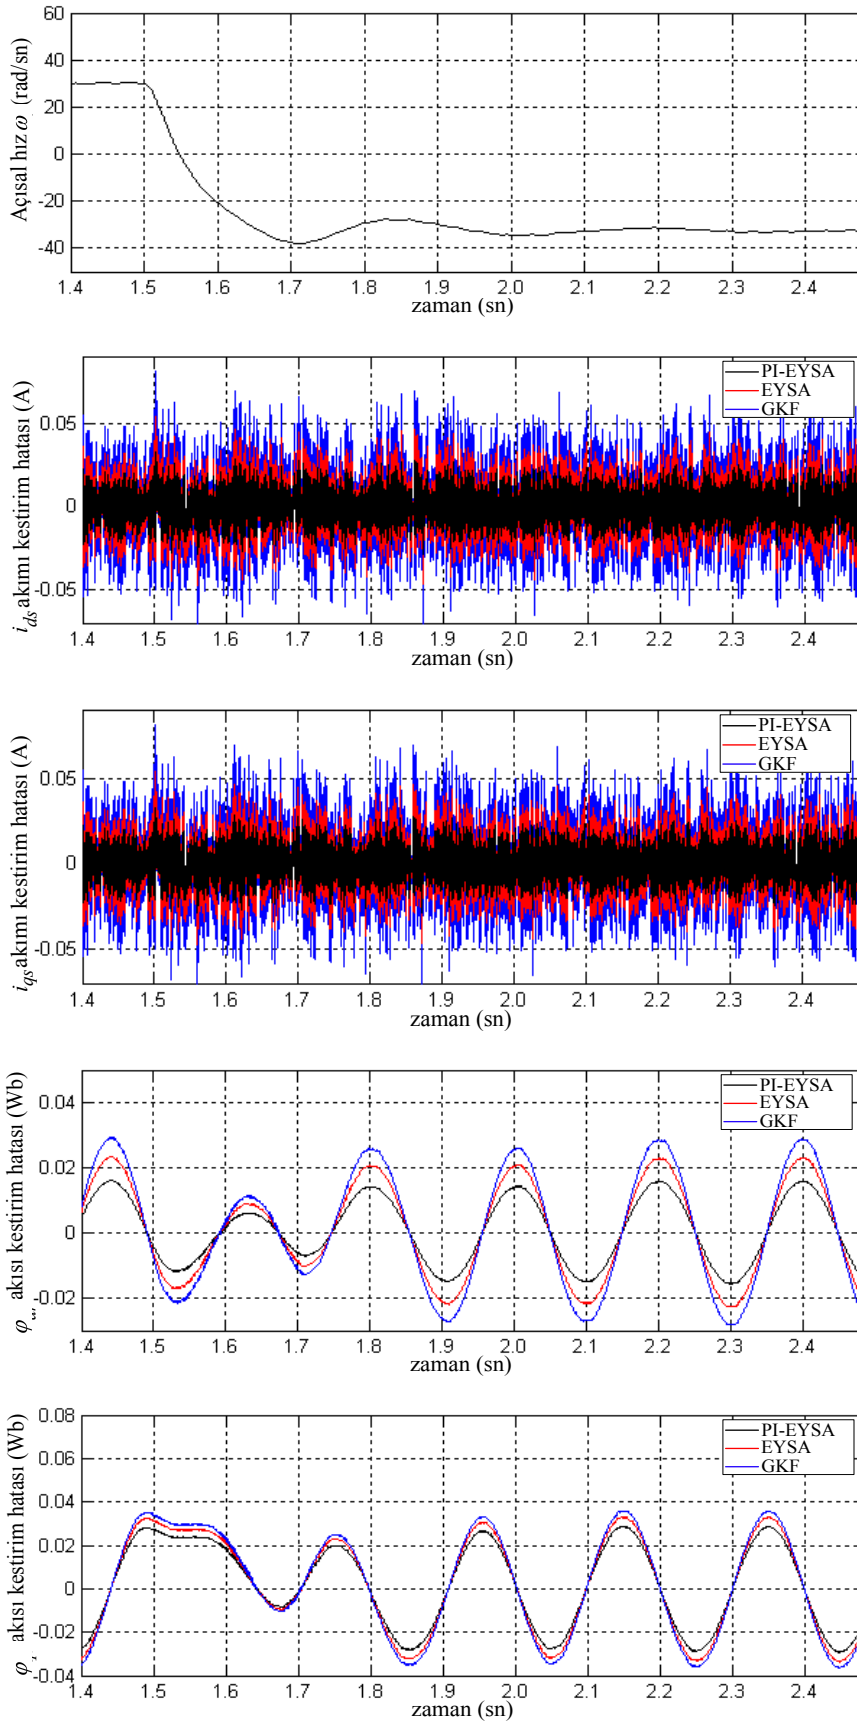 Açısal hız ω (rad/sn)
60
40
20
0
-20
-40
1.4 1.5 1.6 1.7 1.8 1.9 2.0 2.1 2.2 2.3 2.4
zaman (sn)
i_ds akımı kestirim hatası (A)
0.05
0
-0.05
PI-EYSA
EYSA
GKF
1.4 1.5 1.6 1.7 1.8 1.9 2.0 2.1 2.2 2.3 2.4
zaman (sn)
i_qs akımı kestirim hatası (A)
0.05
0
-0.05
PI-EYSA
EYSA
GKF
1.4 1.5 1.6 1.7 1.8 1.9 2.0 2.1 2.2 2.3 2.4
zaman (sn)
akısı kestirim hatası (Wb)
0.04
0.02
0
-0.02
PI-EYSA
EYSA
GKF
1.4 1.5 1.6 1.7 1.8 1.9 2.0 2.1 2.2 2.3 2.4
zaman (sn)
akısı kestirim hatası (Wb)
0.08
0.06
0.04
0.02
0
-0.02
-0.04
PI-EYSA
EYSA
GKF
1.4 1.5 1.6 1.7 1.8 1.9 2.0 2.1 2.2 2.3 2.4
zaman (sn)